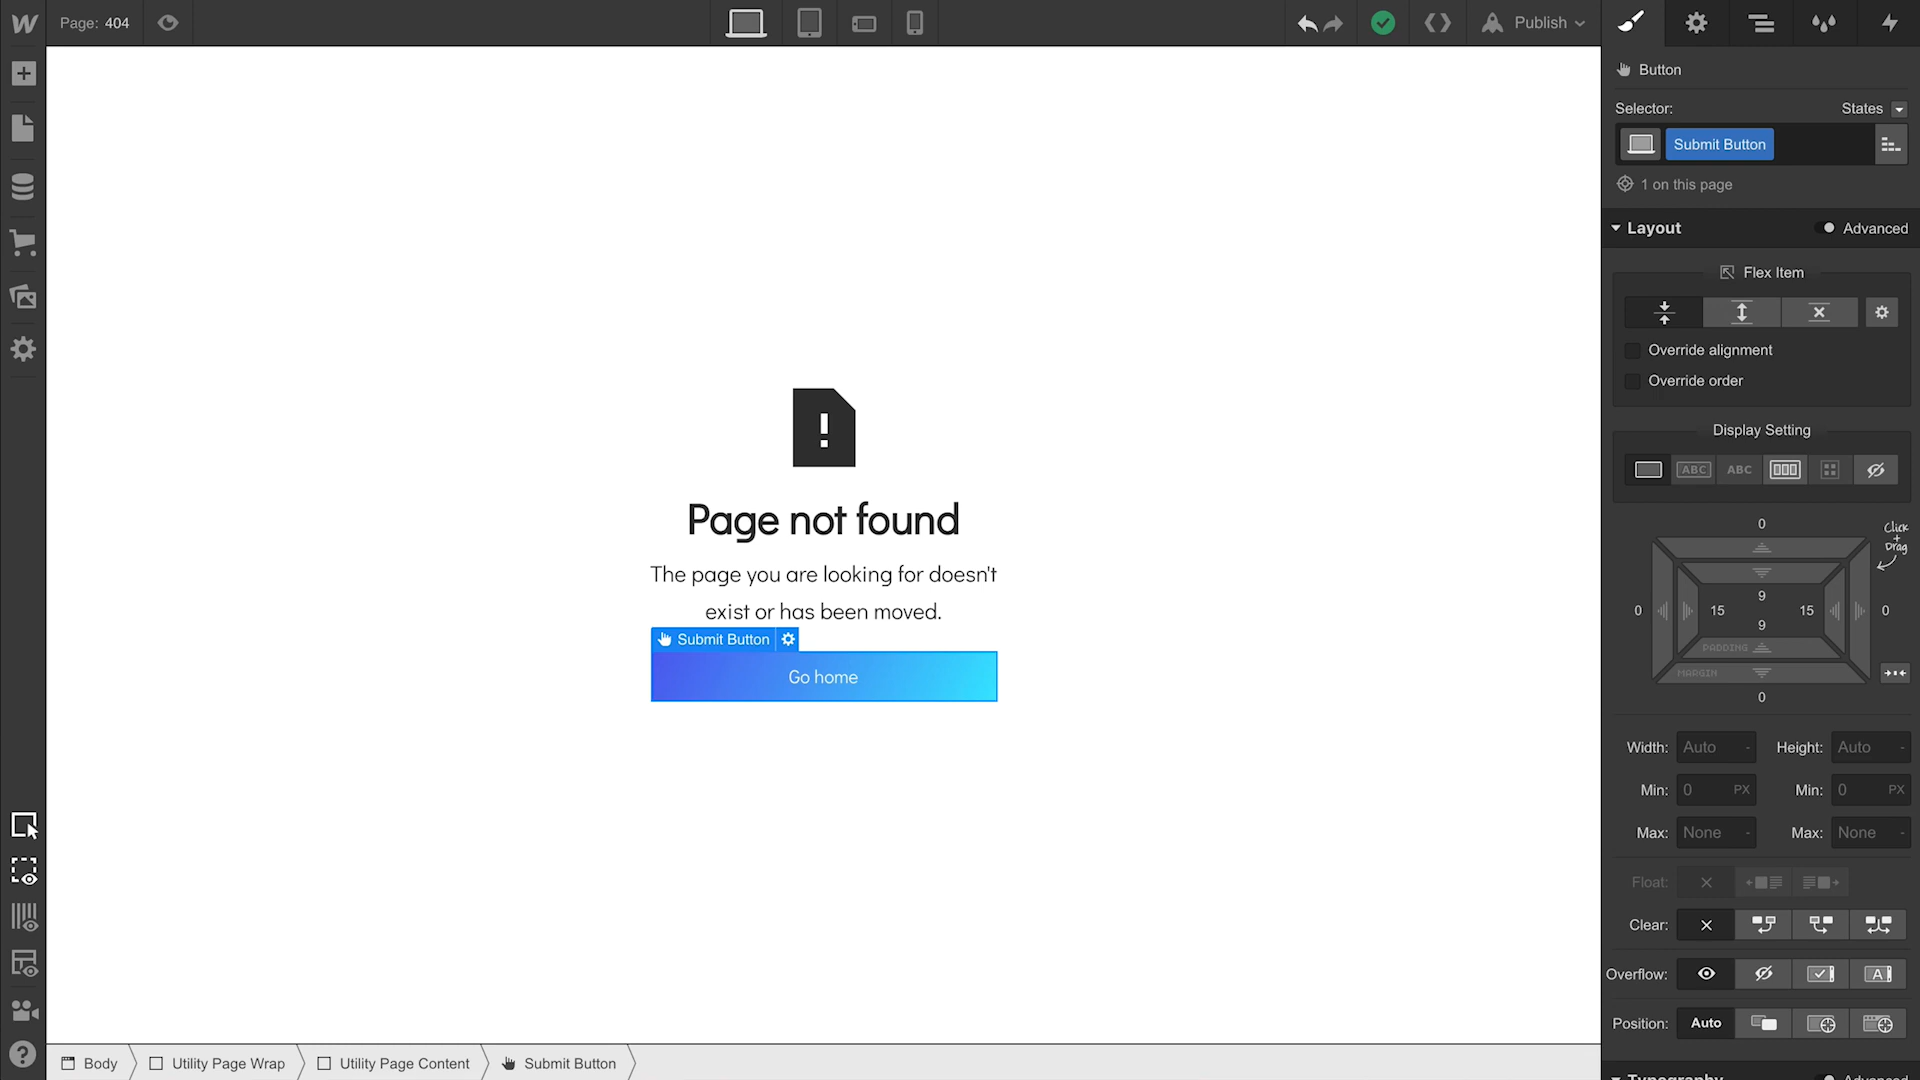 Page: 404
Publish
Button
Selector:
States
Submit Button
1 on this page
Layout
Advanced
Flex Item
Override alignment
Override order
Display Setting
ABC
ABC
0
Click
+
Drag
9
0
15
15
0
9
PADDING
MARGIN
0
Width: Auto -
Height: Auto -
Min: 0 PX
Min: 0 PX
Max: None -
Max: None -
Float:
Clear:
Overflow:
A
Position: Auto
Typography
Advanced
!
Page not found
The page you are looking for doesn't
exist or has been moved.
Submit Button
Go home
Body
Utility Page Wrap
Utility Page Content
Submit Button